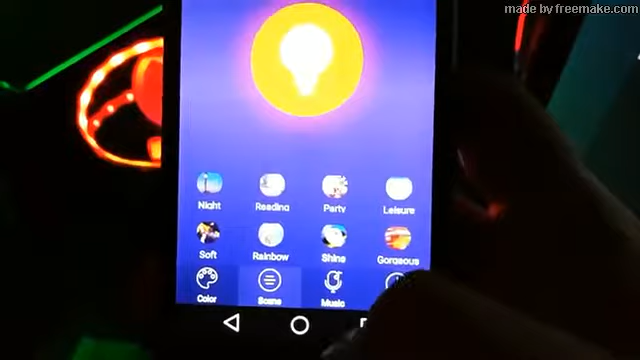 made by freemake.com
Night Reading Party Leisure
Soft Rainbow Shine Gorgeous
Color Scene Music